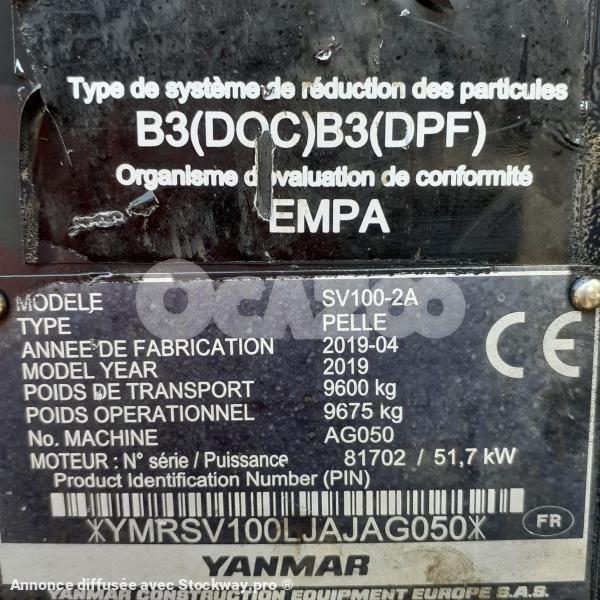 Type de système de réduction des particules
B3(DOC)B3(DPF)
Organisme d'évaluation de conformité
EMPA
OCAZOO
MODELE SV100-2A
TYPE PELLE
ANNEE DE FABRICATION 2019-04
MODEL YEAR 2019
POIDS DE TRANSPORT 9600 kg
POIDS OPERATIONNEL 9675 kg
No. MACHINE AG050
MOTEUR : N° série / Puissance 81702 / 51,7 kW
Product Identification Number (PIN)
CE
*YMRSV100LJAJAG050*
FR
YANMAR
Annonce diffusée avec Stockway.pro ®
YANMAR CONSTRUCTION EQUIPMENT EUROPE S.A.S.